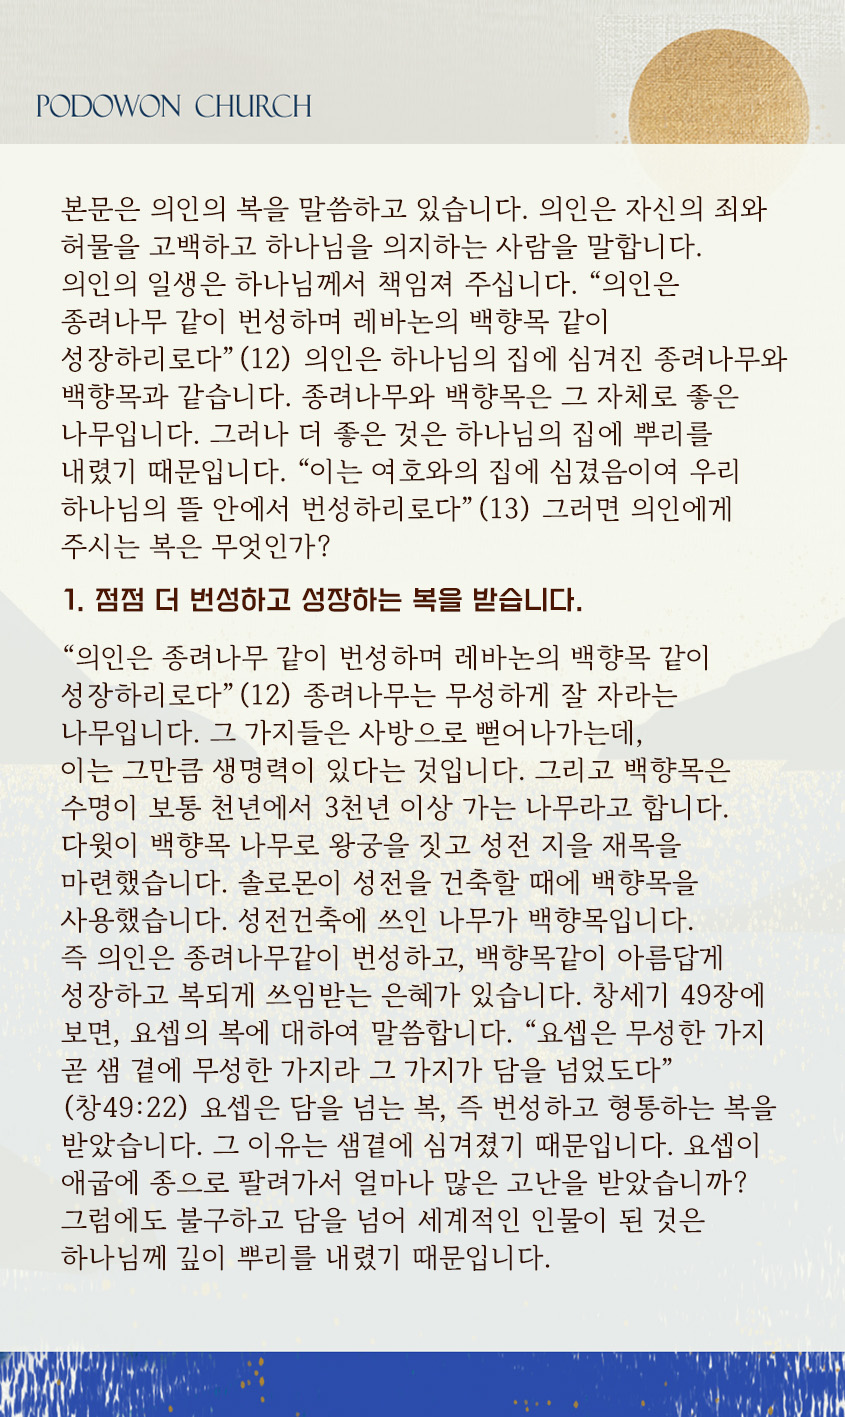 PODOWON CHURCH
본문은 의인의 복을 말씀하고 있습니다. 의인은 자신의 죄와
허물을 고백하고 하나님을 의지하는 사람을 말합니다.
의인의 일생은 하나님께서 책임져 주십니다. “의인은
종려나무 같이 번성하며 레바논의 백향목 같이
성장하리로다”(12) 의인은 하나님의 집에 심겨진 종려나무와
백향목과 같습니다. 종려나무와 백향목은 그 자체로 좋은
나무입니다. 그러나 더 좋은 것은 하나님의 집에 뿌리를
내렸기 때문입니다. “이는 여호와의 집에 심겼음이여 우리
하나님의 뜰 안에서 번성하리로다”(13) 그러면 의인에게
주시는 복은 무엇인가?
1. 점점 더 번성하고 성장하는 복을 받습니다.
“의인은 종려나무 같이 번성하며 레바논의 백향목 같이
성장하리로다”(12) 종려나무는 무성하게 잘 자라는
나무입니다. 그 가지들은 사방으로 뻗어나가는데,
이는 그만큼 생명력이 있다는 것입니다. 그리고 백향목은
수명이 보통 천년에서 3천년 이상 가는 나무라고 합니다.
다윗이 백향목 나무로 왕궁을 짓고 성전 지을 재목을
마련했습니다. 솔로몬이 성전을 건축할 때에 백향목을
사용했습니다. 성전건축에 쓰인 나무가 백향목입니다.
즉 의인은 종려나무같이 번성하고, 백향목같이 아름답게
성장하고 복되게 쓰임받는 은혜가 있습니다. 창세기 49장에
보면, 요셉의 복에 대하여 말씀합니다. “요셉은 무성한 가지
곧 샘 곁에 무성한 가지라 그 가지가 담을 넘었도다”
(창49:22) 요셉은 담을 넘는 복, 즉 번성하고 형통하는 복을
받았습니다. 그 이유는 샘곁에 심겨졌기 때문입니다. 요셉이
애굽에 종으로 팔려가서 얼마나 많은 고난을 받았습니까?
그럼에도 불구하고 담을 넘어 세계적인 인물이 된 것은
하나님께 깊이 뿌리를 내렸기 때문입니다.